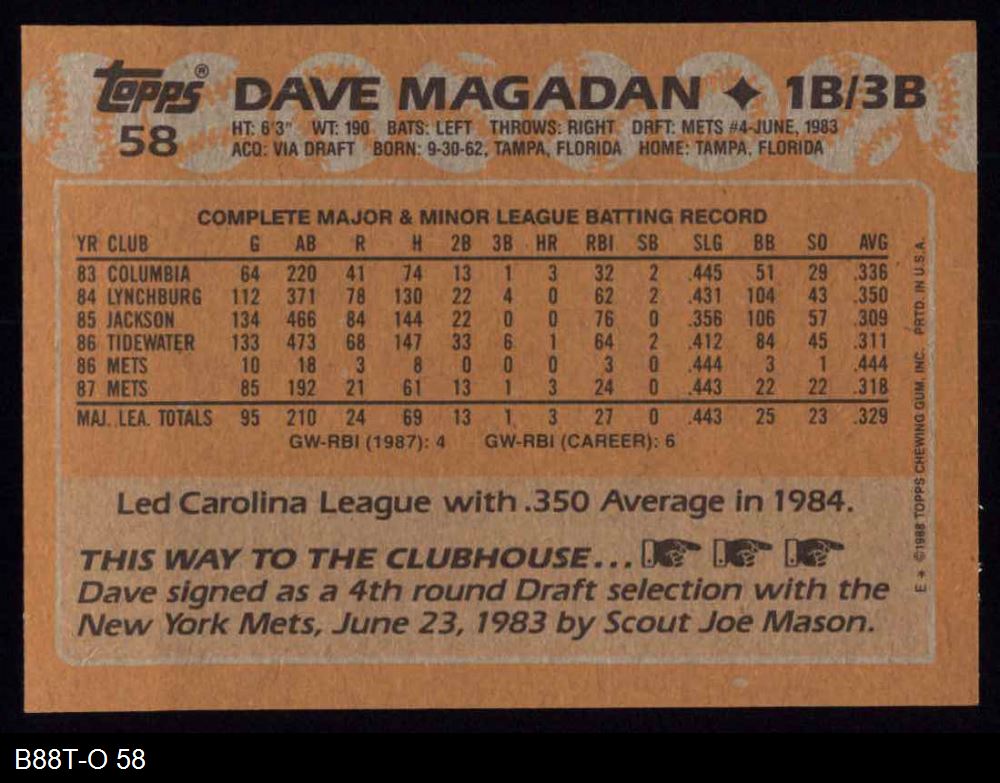 topps® DAVE MAGADAN ✦ 1B/3B
58
HT: 6'3" WT: 190 BATS: LEFT THROWS: RIGHT DRFT: METS #4-JUNE, 1983
ACQ: VIA DRAFT BORN: 9-30-62, TAMPA, FLORIDA HOME: TAMPA, FLORIDA
COMPLETE MAJOR & MINOR LEAGUE BATTING RECORD
YR CLUB G AB R H 2B 3B HR RBI SB SLG BB SO AVG
83 COLUMBIA 64 220 41 74 13 1 3 32 2 .445 51 29 .336
84 LYNCHBURG 112 371 78 130 22 4 0 62 2 .431 104 43 .350
85 JACKSON 134 466 84 144 22 0 0 76 0 .356 106 57 .309
86 TIDEWATER 133 473 68 147 33 6 1 64 2 .412 84 45 .311
86 METS 10 18 3 8 0 0 0 3 0 .444 3 1 .444
87 METS 85 192 21 61 13 1 3 24 0 .443 22 22 .318
MAJ. LEA. TOTALS 95 210 24 69 13 1 3 27 0 .443 25 23 .329
GW-RBI (1987): 4 GW-RBI (CAREER): 6
Led Carolina League with .350 Average in 1984.
THIS WAY TO THE CLUBHOUSE...
Dave signed as a 4th round Draft selection with the
New York Mets, June 23, 1983 by Scout Joe Mason.
E ✶ ©1988 TOPPS CHEWING GUM, INC. PRTD. IN U.S.A.
B88T-O 58